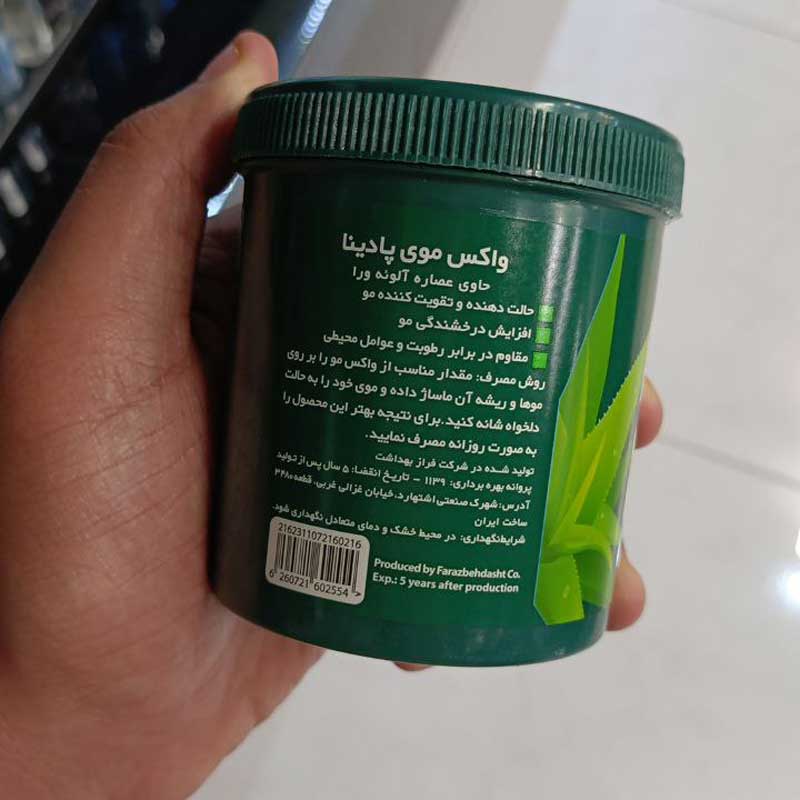 واکس موی پادینا
حاوی عصاره آلوئه ورا
حالت دهنده و تقویت کننده مو
افزایش درخشندگی مو
مقاوم در برابر رطوبت و عوامل محیطی
روش مصرف: مقدار مناسب از واکس مو را بر روی
موها و ریشه آن ماساژ داده و موی خود را به حالت
دلخواه شانه کنید. برای نتیجه بهتر این محصول را
به صورت روزانه مصرف نمایید.
تولید شده در شرکت فراز بهداشت
پروانه بهره برداری: ۱۱۳۹ - تاریخ انقضا: ۵ سال پس از تولید
آدرس: شهرک صنعتی اشتهارد، خیابان غزالی غربی، قطعه ۳۴۸۰
ساخت ایران
شرایط نگهداری: در محیط خشک و دمای متعادل نگهداری شود.
2162311072160216
6 260721 602554 >
Produced by Farazbehdasht Co.
Exp.: 5 years after production